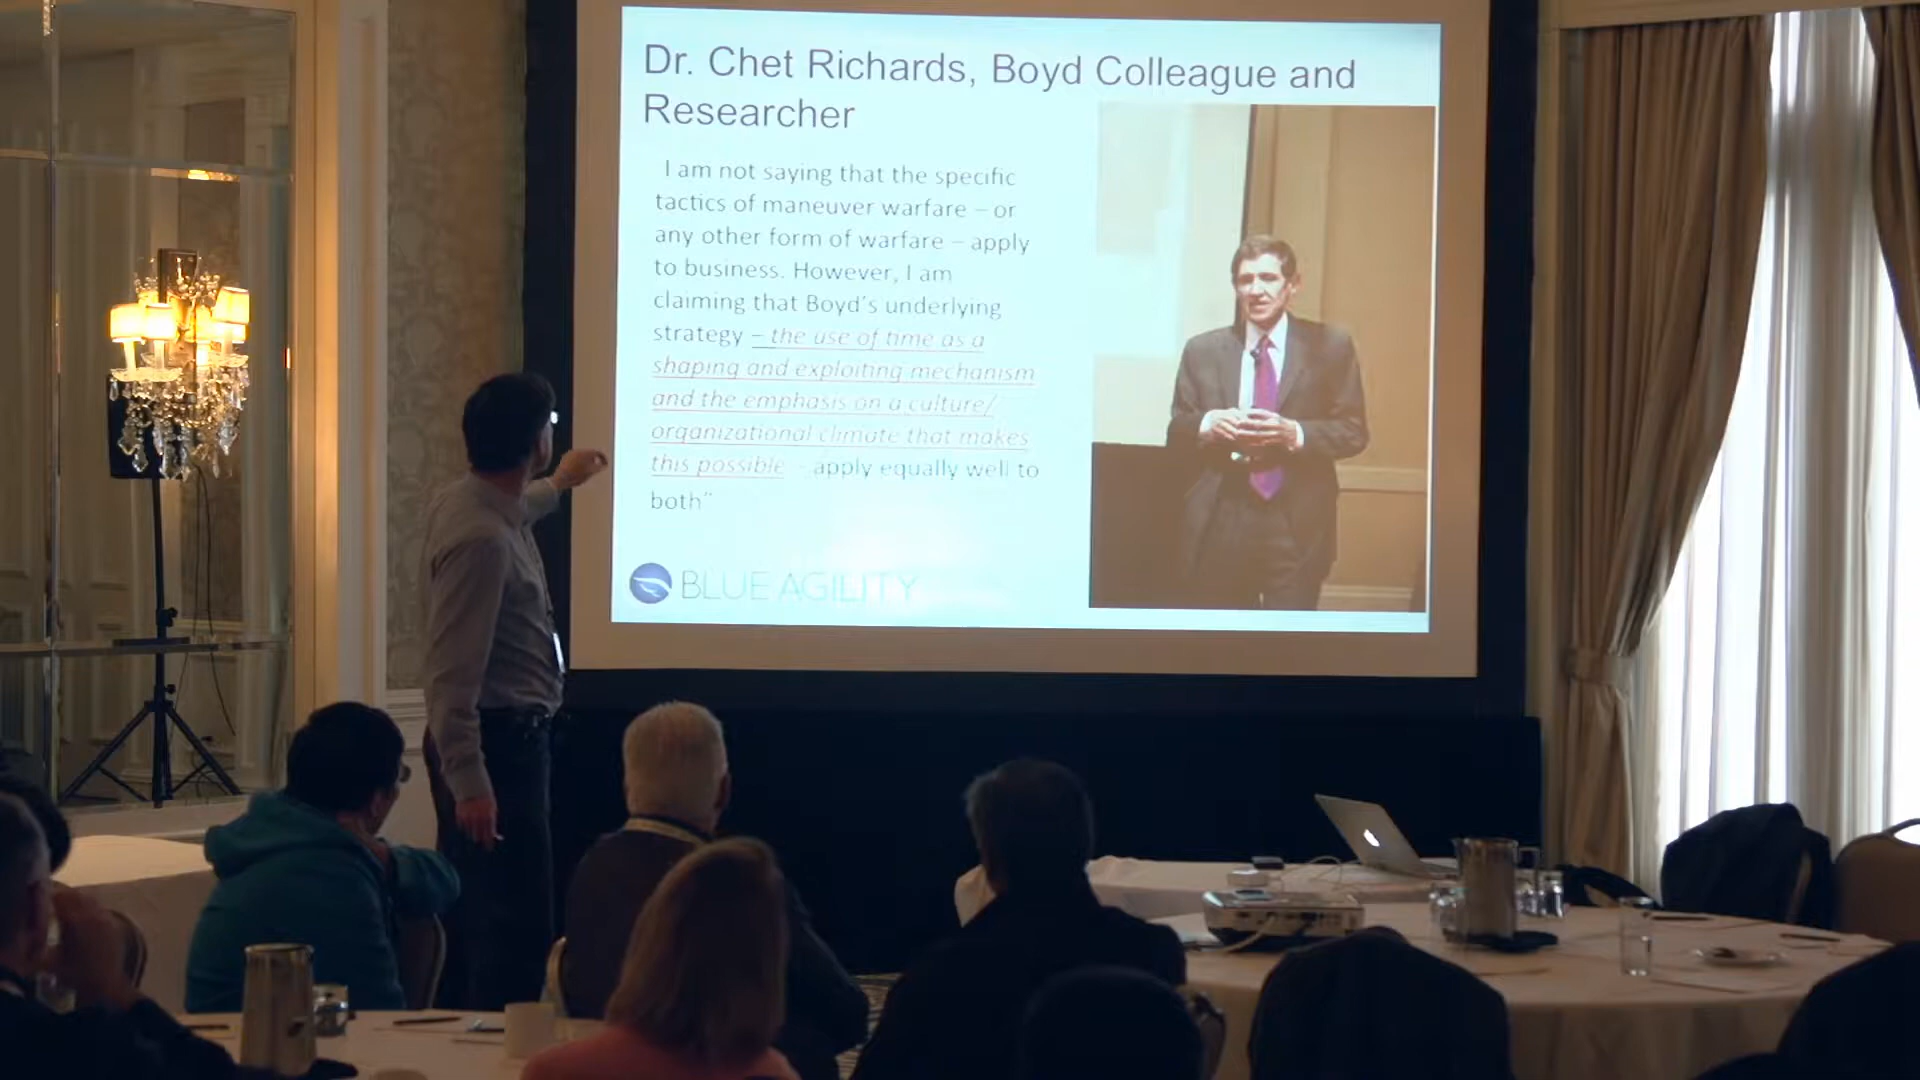 Dr. Chet Richards, Boyd Colleague and
Researcher
I am not saying that the specific
tactics of maneuver warfare – or
any other form of warfare – apply
to business. However, I am
claiming that Boyd's underlying
strategy – the use of time as a
shaping and exploiting mechanism
and the emphasis on a culture/
organizational climate that makes
this possible – apply equally well to
both"
BLUE AGILITY